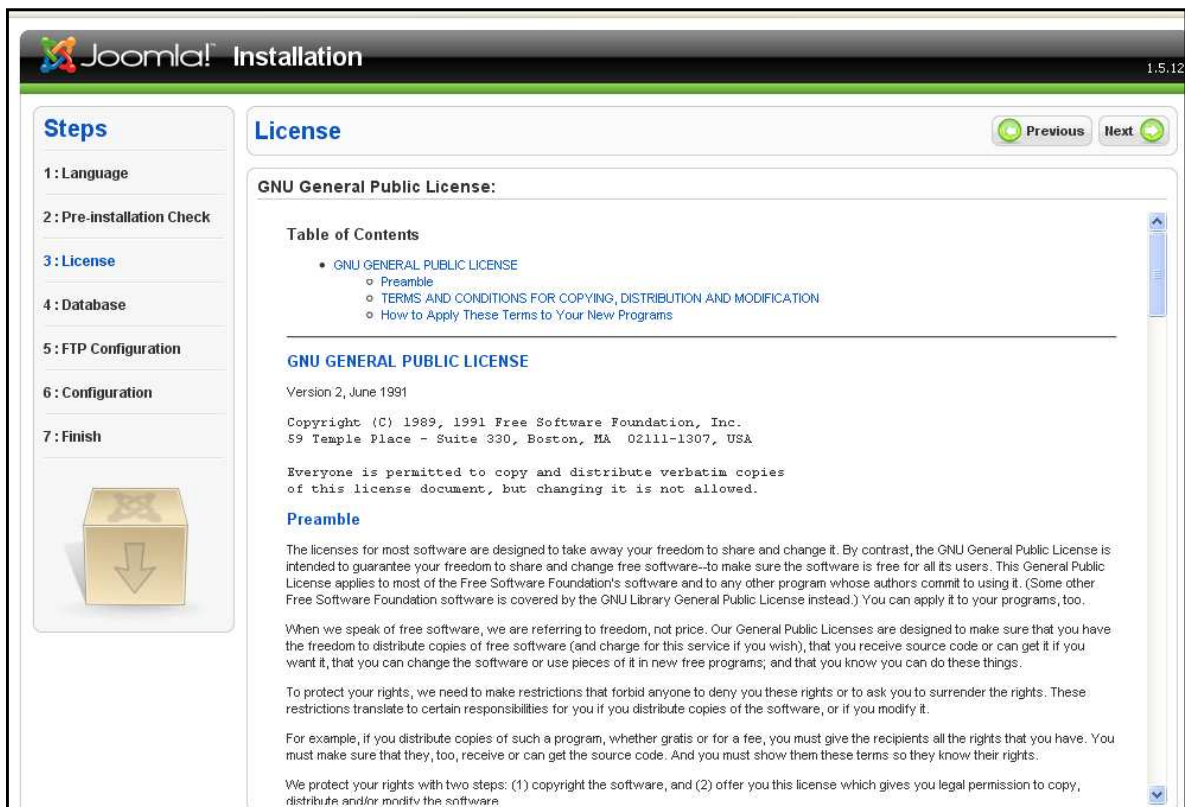 Joomla! Installation
1.5.12
Steps
1 : Language
2 : Pre-installation Check
3 : License
4 : Database
5 : FTP Configuration
6 : Configuration
7 : Finish
License
Previous
Next
GNU General Public License:
Table of Contents
GNU GENERAL PUBLIC LICENSE
Preamble
TERMS AND CONDITIONS FOR COPYING, DISTRIBUTION AND MODIFICATION
How to Apply These Terms to Your New Programs
GNU GENERAL PUBLIC LICENSE
Version 2, June 1991
Copyright (C) 1989, 1991 Free Software Foundation, Inc.
59 Temple Place - Suite 330, Boston, MA  02111-1307, USA
Everyone is permitted to copy and distribute verbatim copies
of this license document, but changing it is not allowed.
Preamble
The licenses for most software are designed to take away your freedom to share and change it. By contrast, the GNU General Public License is
intended to guarantee your freedom to share and change free software--to make sure the software is free for all its users. This General Public
License applies to most of the Free Software Foundation's software and to any other program whose authors commit to using it. (Some other
Free Software Foundation software is covered by the GNU Library General Public License instead.) You can apply it to your programs, too.
When we speak of free software, we are referring to freedom, not price. Our General Public Licenses are designed to make sure that you have
the freedom to distribute copies of free software (and charge for this service if you wish), that you receive source code or can get it if you
want it, that you can change the software or use pieces of it in new free programs; and that you know you can do these things.
To protect your rights, we need to make restrictions that forbid anyone to deny you these rights or to ask you to surrender the rights. These
restrictions translate to certain responsibilities for you if you distribute copies of the software, or if you modify it.
For example, if you distribute copies of such a program, whether gratis or for a fee, you must give the recipients all the rights that you have. You
must make sure that they, too, receive or can get the source code. And you must show them these terms so they know their rights.
We protect your rights with two steps: (1) copyright the software, and (2) offer you this license which gives you legal permission to copy,
distribute and/or modify the software.